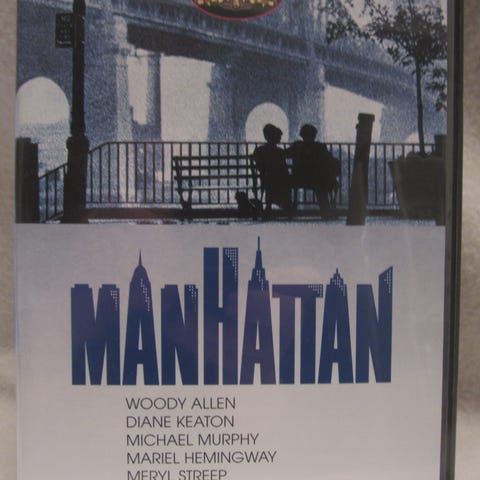 MANHATTAN
WOODY ALLEN
DIANE KEATON
MICHAEL MURPHY
MARIEL HEMINGWAY
MERYL STREEP